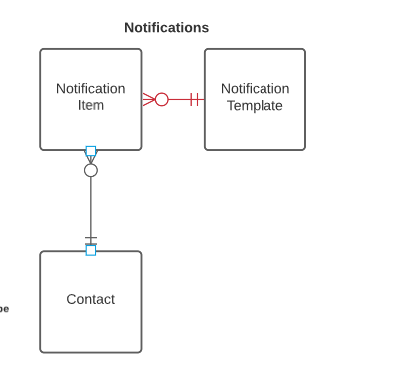 Notifications
Notification
Item
Notification
Template
Contact